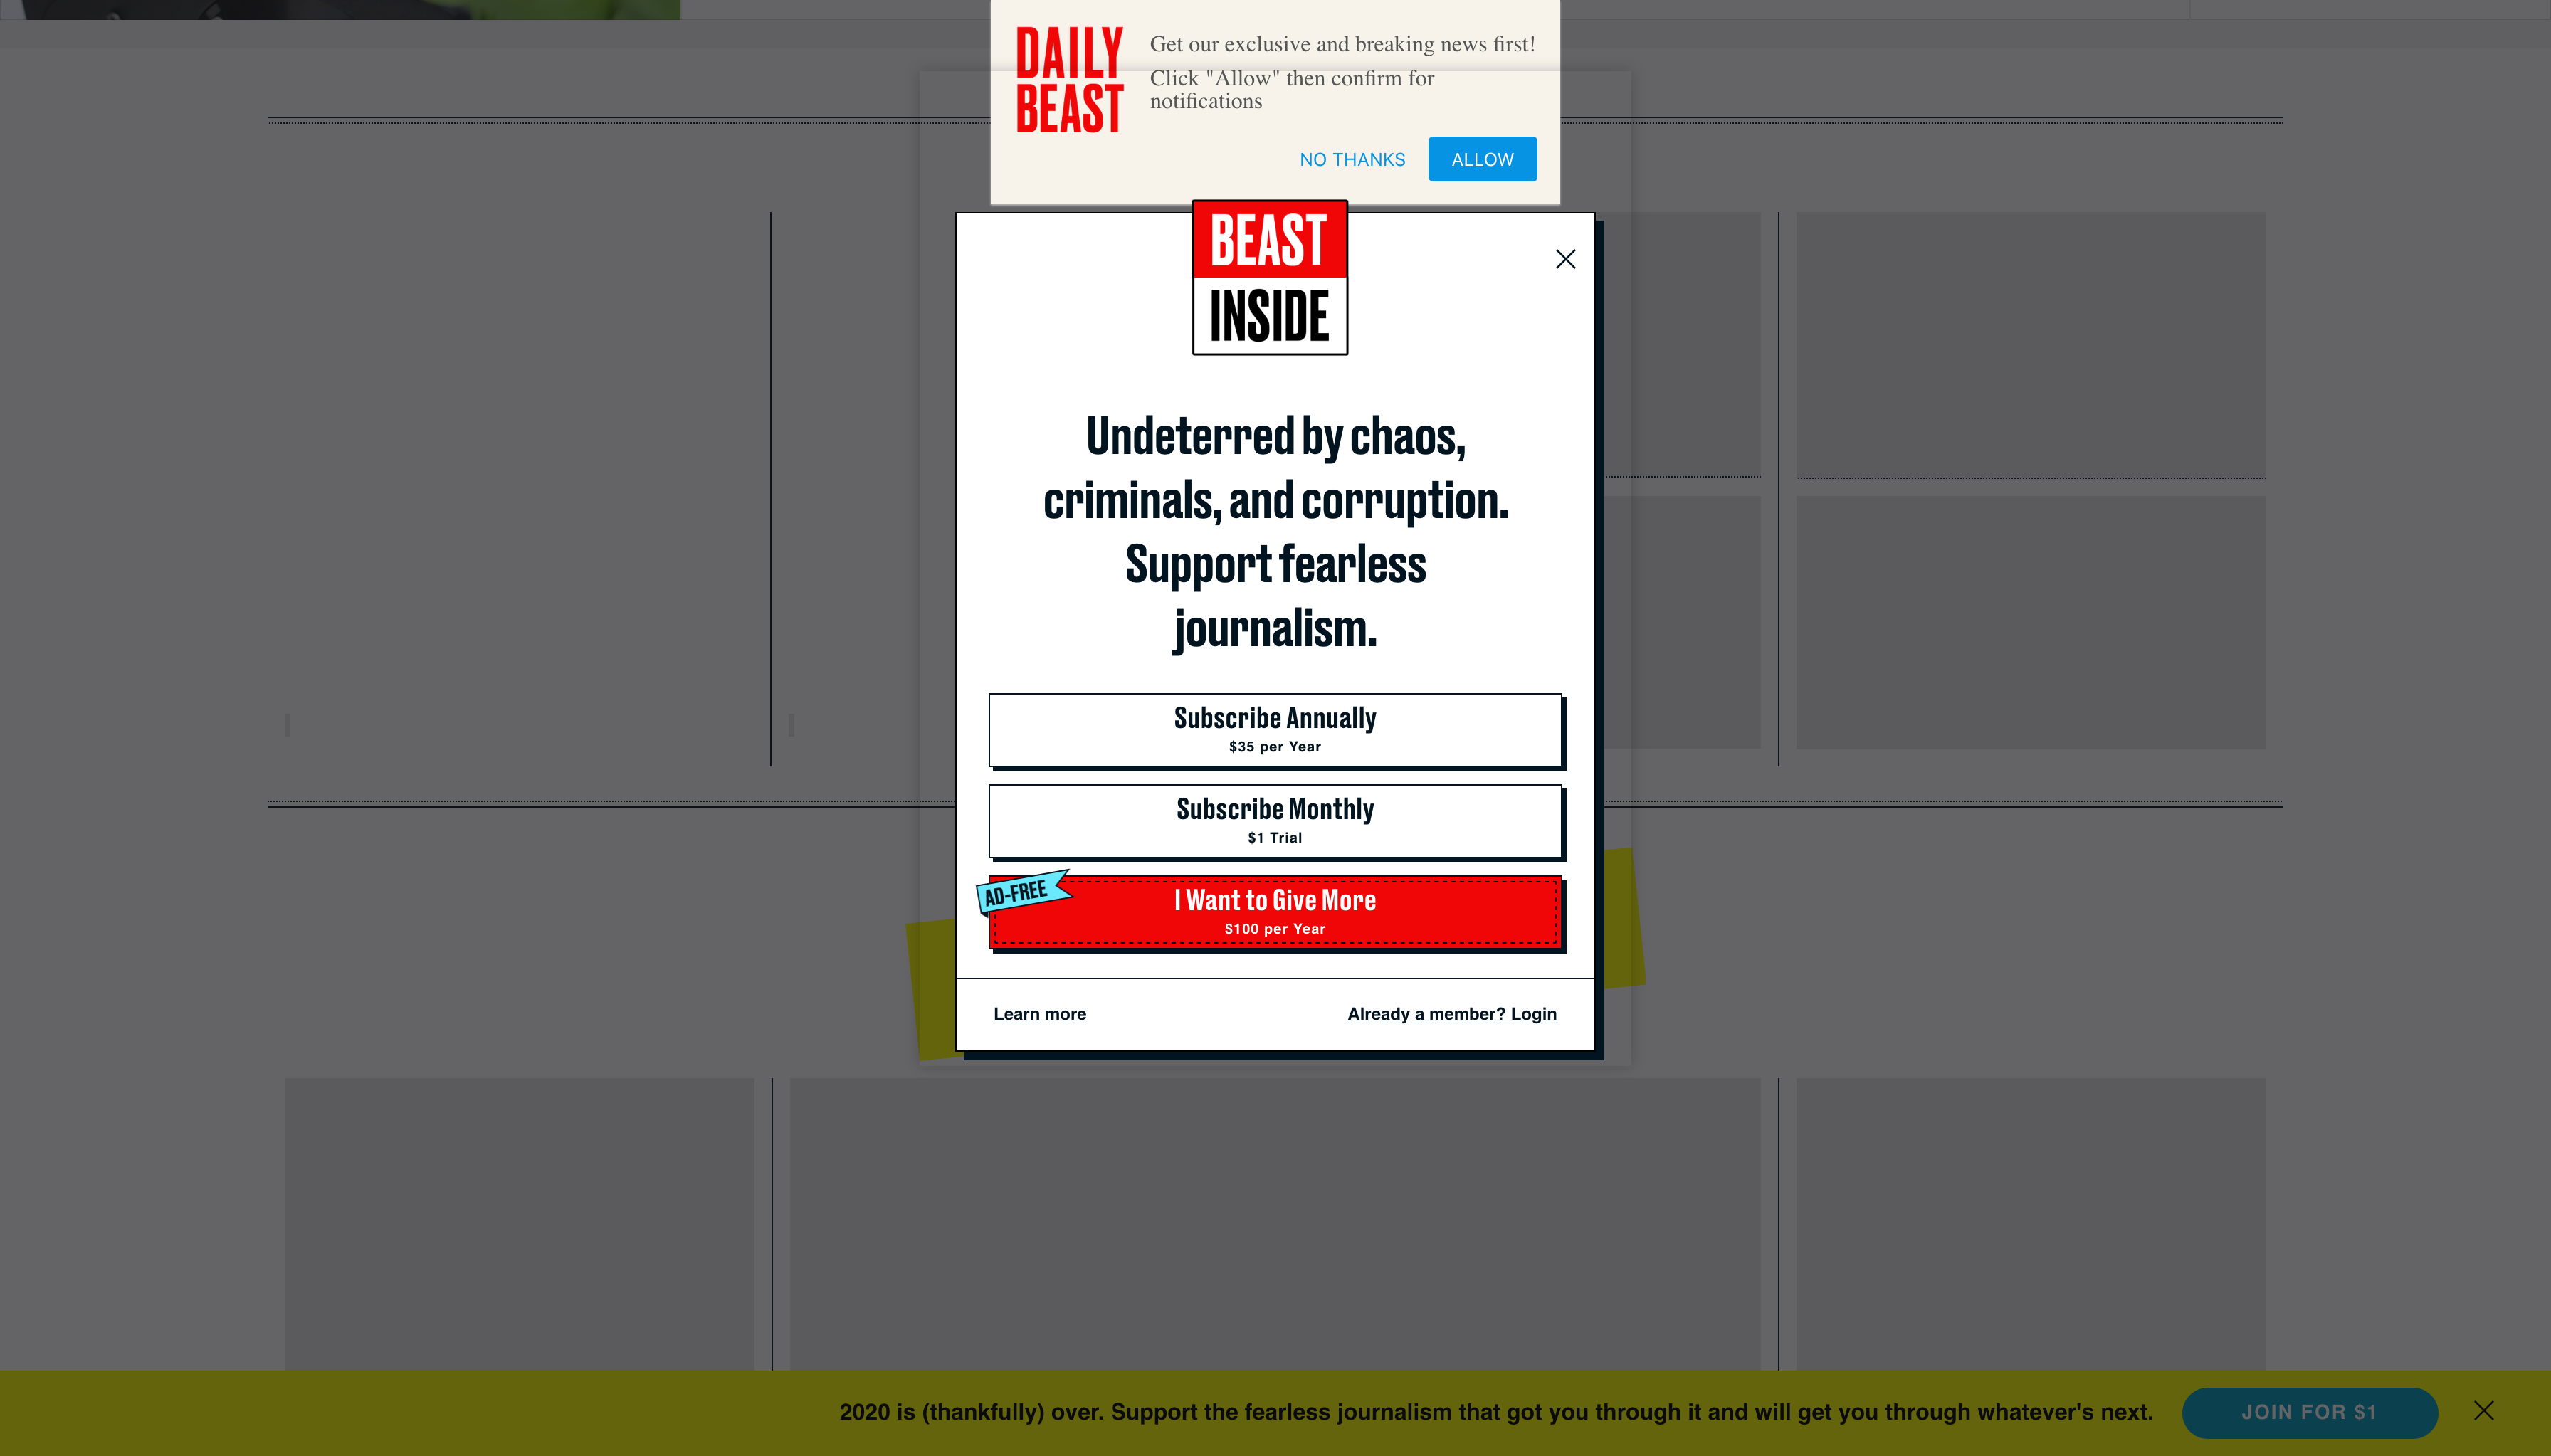 DAILY
BEAST
Get our exclusive and breaking news first!
Click "Allow" then confirm for
notifications
NO THANKS
ALLOW
BEAST
INSIDE
Undeterred by chaos,
criminals, and corruption.
Support fearless
journalism.
Subscribe Annually
$35 per Year
Subscribe Monthly
$1 Trial
AD-FREE
I Want to Give More
$100 per Year
Learn more
Already a member? Login
2020 is (thankfully) over. Support the fearless journalism that got you through it and will get you through whatever's next.
JOIN FOR $1